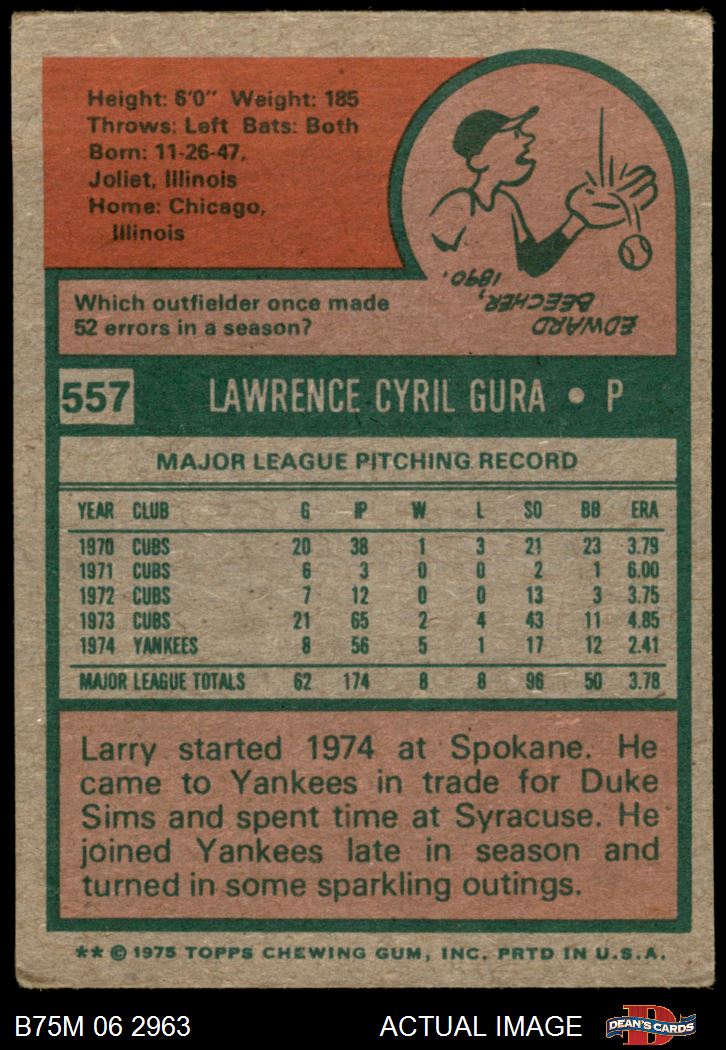 Height: 6'0" Weight: 185
Throws: Left Bats: Both
Born: 11-26-47,
Joliet, Illinois
Home: Chicago,
Illinois
Which outfielder once made
52 errors in a season?
EDWARD
BEECHER,
1890.
557 LAWRENCE CYRIL GURA • P
MAJOR LEAGUE PITCHING RECORD
YEAR CLUB G IP W L SO BB ERA
1970 CUBS 20 38 1 3 21 23 3.79
1971 CUBS 6 3 0 0 2 1 6.00
1972 CUBS 7 12 0 0 13 3 3.75
1973 CUBS 21 65 2 4 43 11 4.85
1974 YANKEES 8 56 5 1 17 12 2.41
MAJOR LEAGUE TOTALS 62 174 8 8 96 50 3.78
Larry started 1974 at Spokane. He
came to Yankees in trade for Duke
Sims and spent time at Syracuse. He
joined Yankees late in season and
turned in some sparkling outings.
** © 1975 TOPPS CHEWING GUM, INC. PRTD IN U.S.A.
B75M 06 2963 ACTUAL IMAGE
D
DEAN'S CARDS